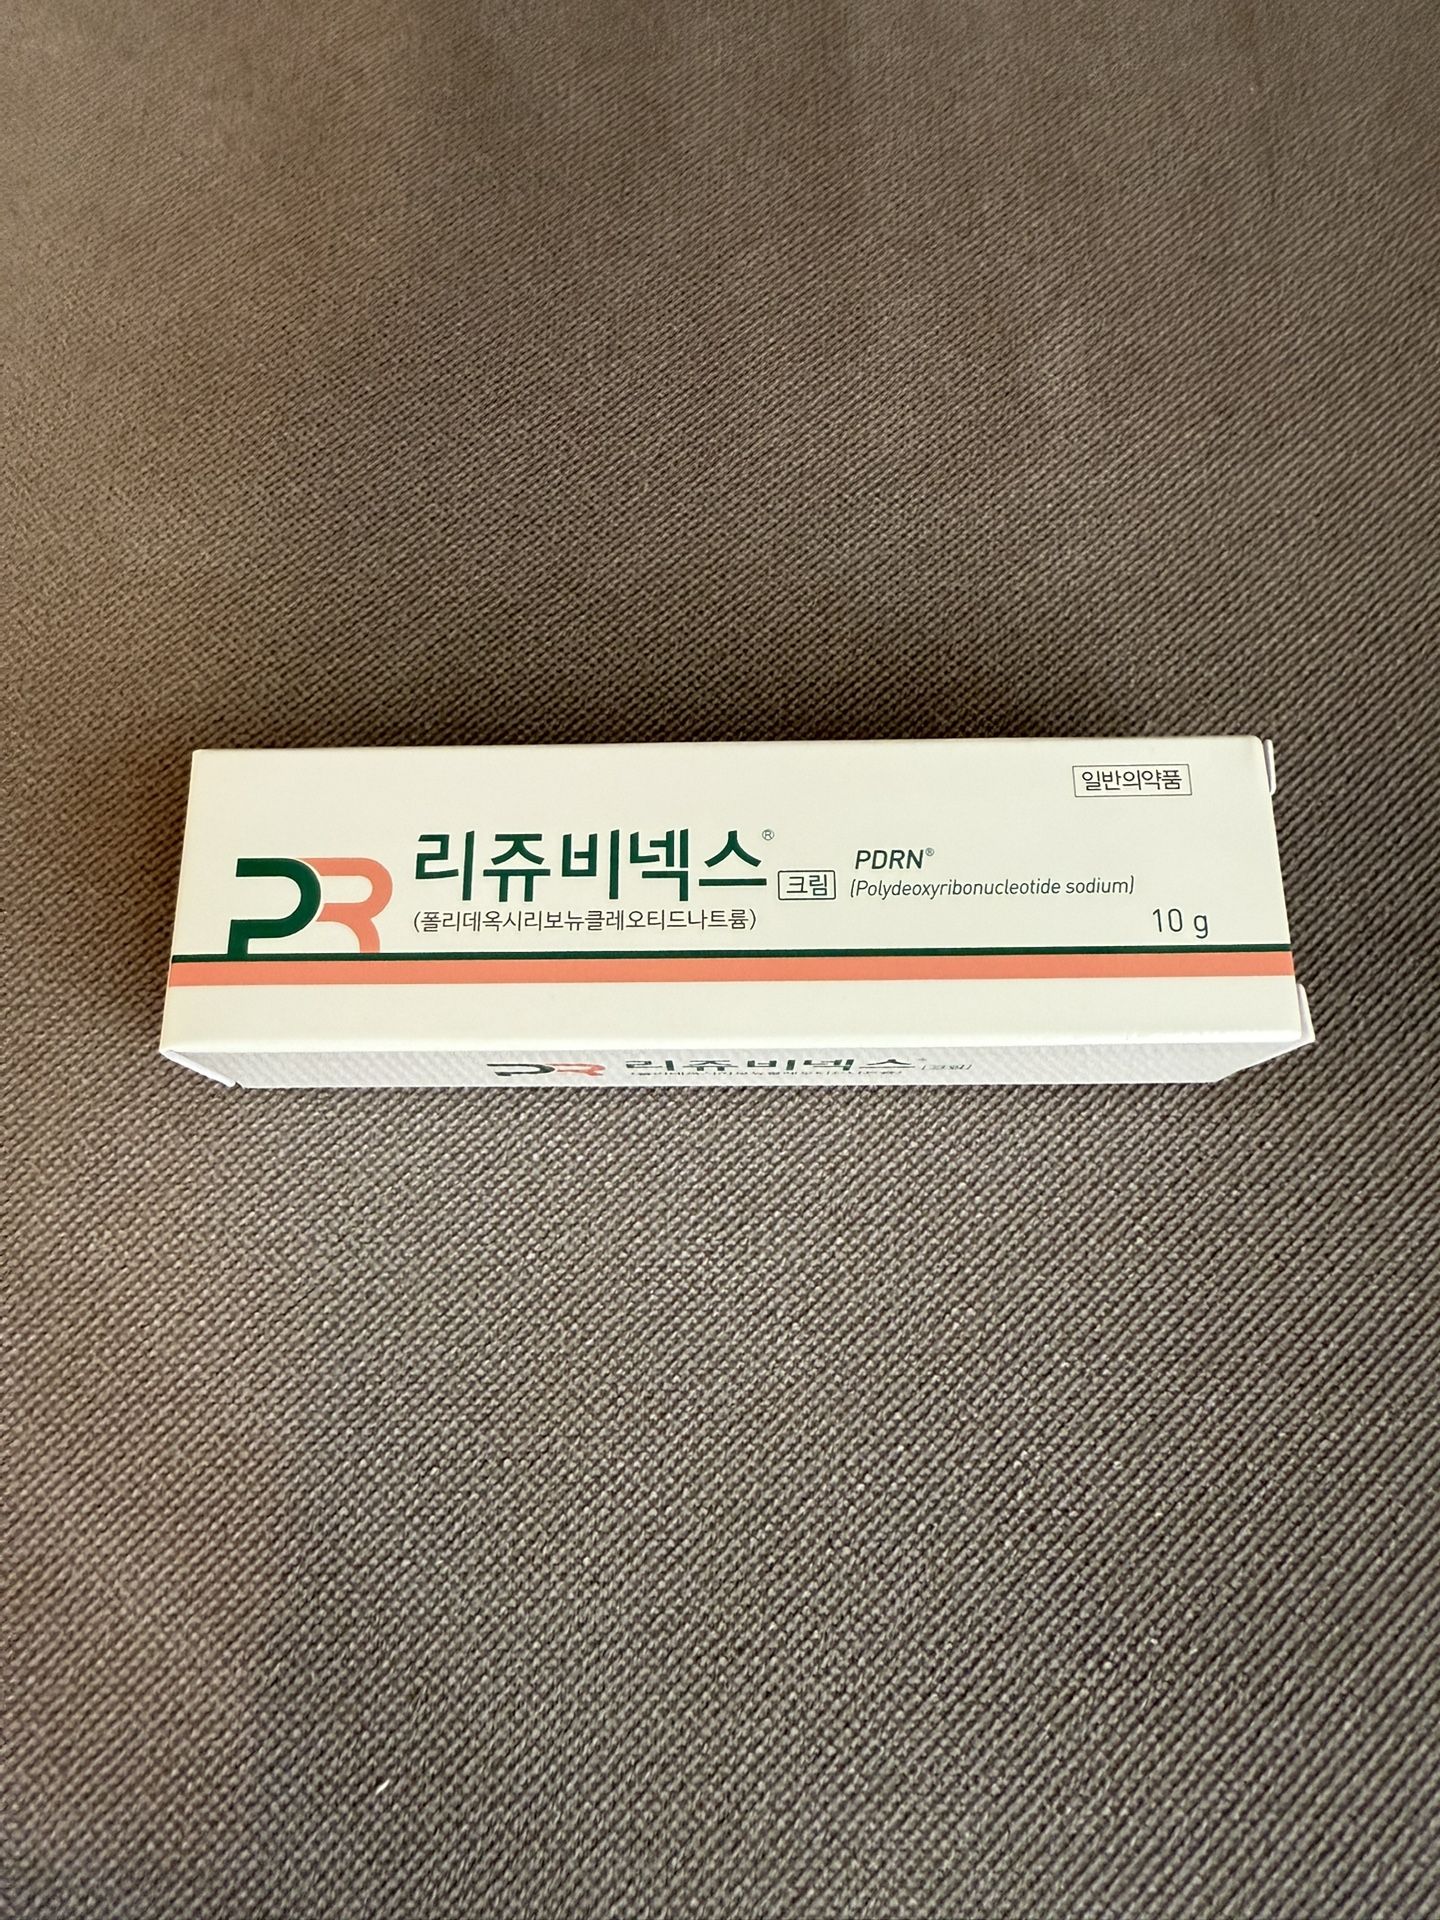 일반의약품
PR 리쥬비넥스® 크림 PDRN®
(Polydeoxyribonucleotide sodium)
(폴리데옥시리보뉴클레오티드나트륨)
10 g
PR 리쥬비넥스